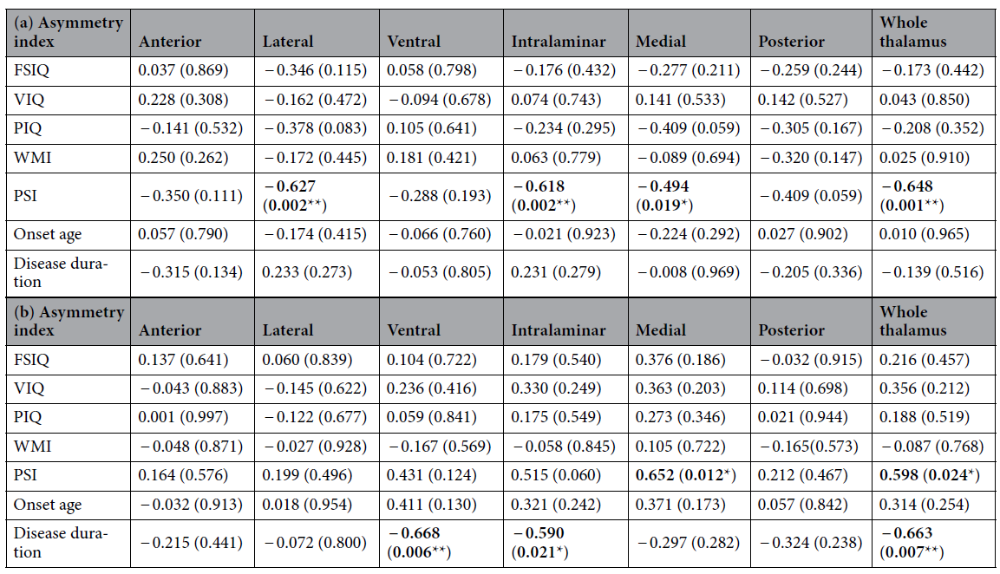 (a) Asymmetry index Anterior Lateral Ventral Intralaminar Medial Posterior Whole thalamus
FSIQ 0.037 (0.869) −0.346 (0.115) 0.058 (0.798) −0.176 (0.432) −0.277 (0.211) −0.259 (0.244) −0.173 (0.442)
VIQ 0.228 (0.308) −0.162 (0.472) −0.094 (0.678) 0.074 (0.743) 0.141 (0.533) 0.142 (0.527) 0.043 (0.850)
PIQ −0.141 (0.532) −0.378 (0.083) 0.105 (0.641) −0.234 (0.295) −0.409 (0.059) −0.305 (0.167) −0.208 (0.352)
WMI 0.250 (0.262) −0.172 (0.445) 0.181 (0.421) 0.063 (0.779) −0.089 (0.694) −0.320 (0.147) 0.025 (0.910)
PSI −0.350 (0.111) −0.627 (0.002**) −0.288 (0.193) −0.618 (0.002**) −0.494 (0.019*) −0.409 (0.059) −0.648 (0.001**)
Onset age 0.057 (0.790) −0.174 (0.415) −0.066 (0.760) −0.021 (0.923) −0.224 (0.292) 0.027 (0.902) 0.010 (0.965)
Disease dura-tion −0.315 (0.134) 0.233 (0.273) −0.053 (0.805) 0.231 (0.279) −0.008 (0.969) −0.205 (0.336) −0.139 (0.516)
(b) Asymmetry index Anterior Lateral Ventral Intralaminar Medial Posterior Whole thalamus
FSIQ 0.137 (0.641) 0.060 (0.839) 0.104 (0.722) 0.179 (0.540) 0.376 (0.186) −0.032 (0.915) 0.216 (0.457)
VIQ −0.043 (0.883) −0.145 (0.622) 0.236 (0.416) 0.330 (0.249) 0.363 (0.203) 0.114 (0.698) 0.356 (0.212)
PIQ 0.001 (0.997) −0.122 (0.677) 0.059 (0.841) 0.175 (0.549) 0.273 (0.346) 0.021 (0.944) 0.188 (0.519)
WMI −0.048 (0.871) −0.027 (0.928) −0.167 (0.569) −0.058 (0.845) 0.105 (0.722) −0.165(0.573) −0.087 (0.768)
PSI 0.164 (0.576) 0.199 (0.496) 0.431 (0.124) 0.515 (0.060) 0.652 (0.012*) 0.212 (0.467) 0.598 (0.024*)
Onset age −0.032 (0.913) 0.018 (0.954) 0.411 (0.130) 0.321 (0.242) 0.371 (0.173) 0.057 (0.842) 0.314 (0.254)
Disease dura-tion −0.215 (0.441) −0.072 (0.800) −0.668 (0.006**) −0.590 (0.021*) −0.297 (0.282) −0.324 (0.238) −0.663 (0.007**)